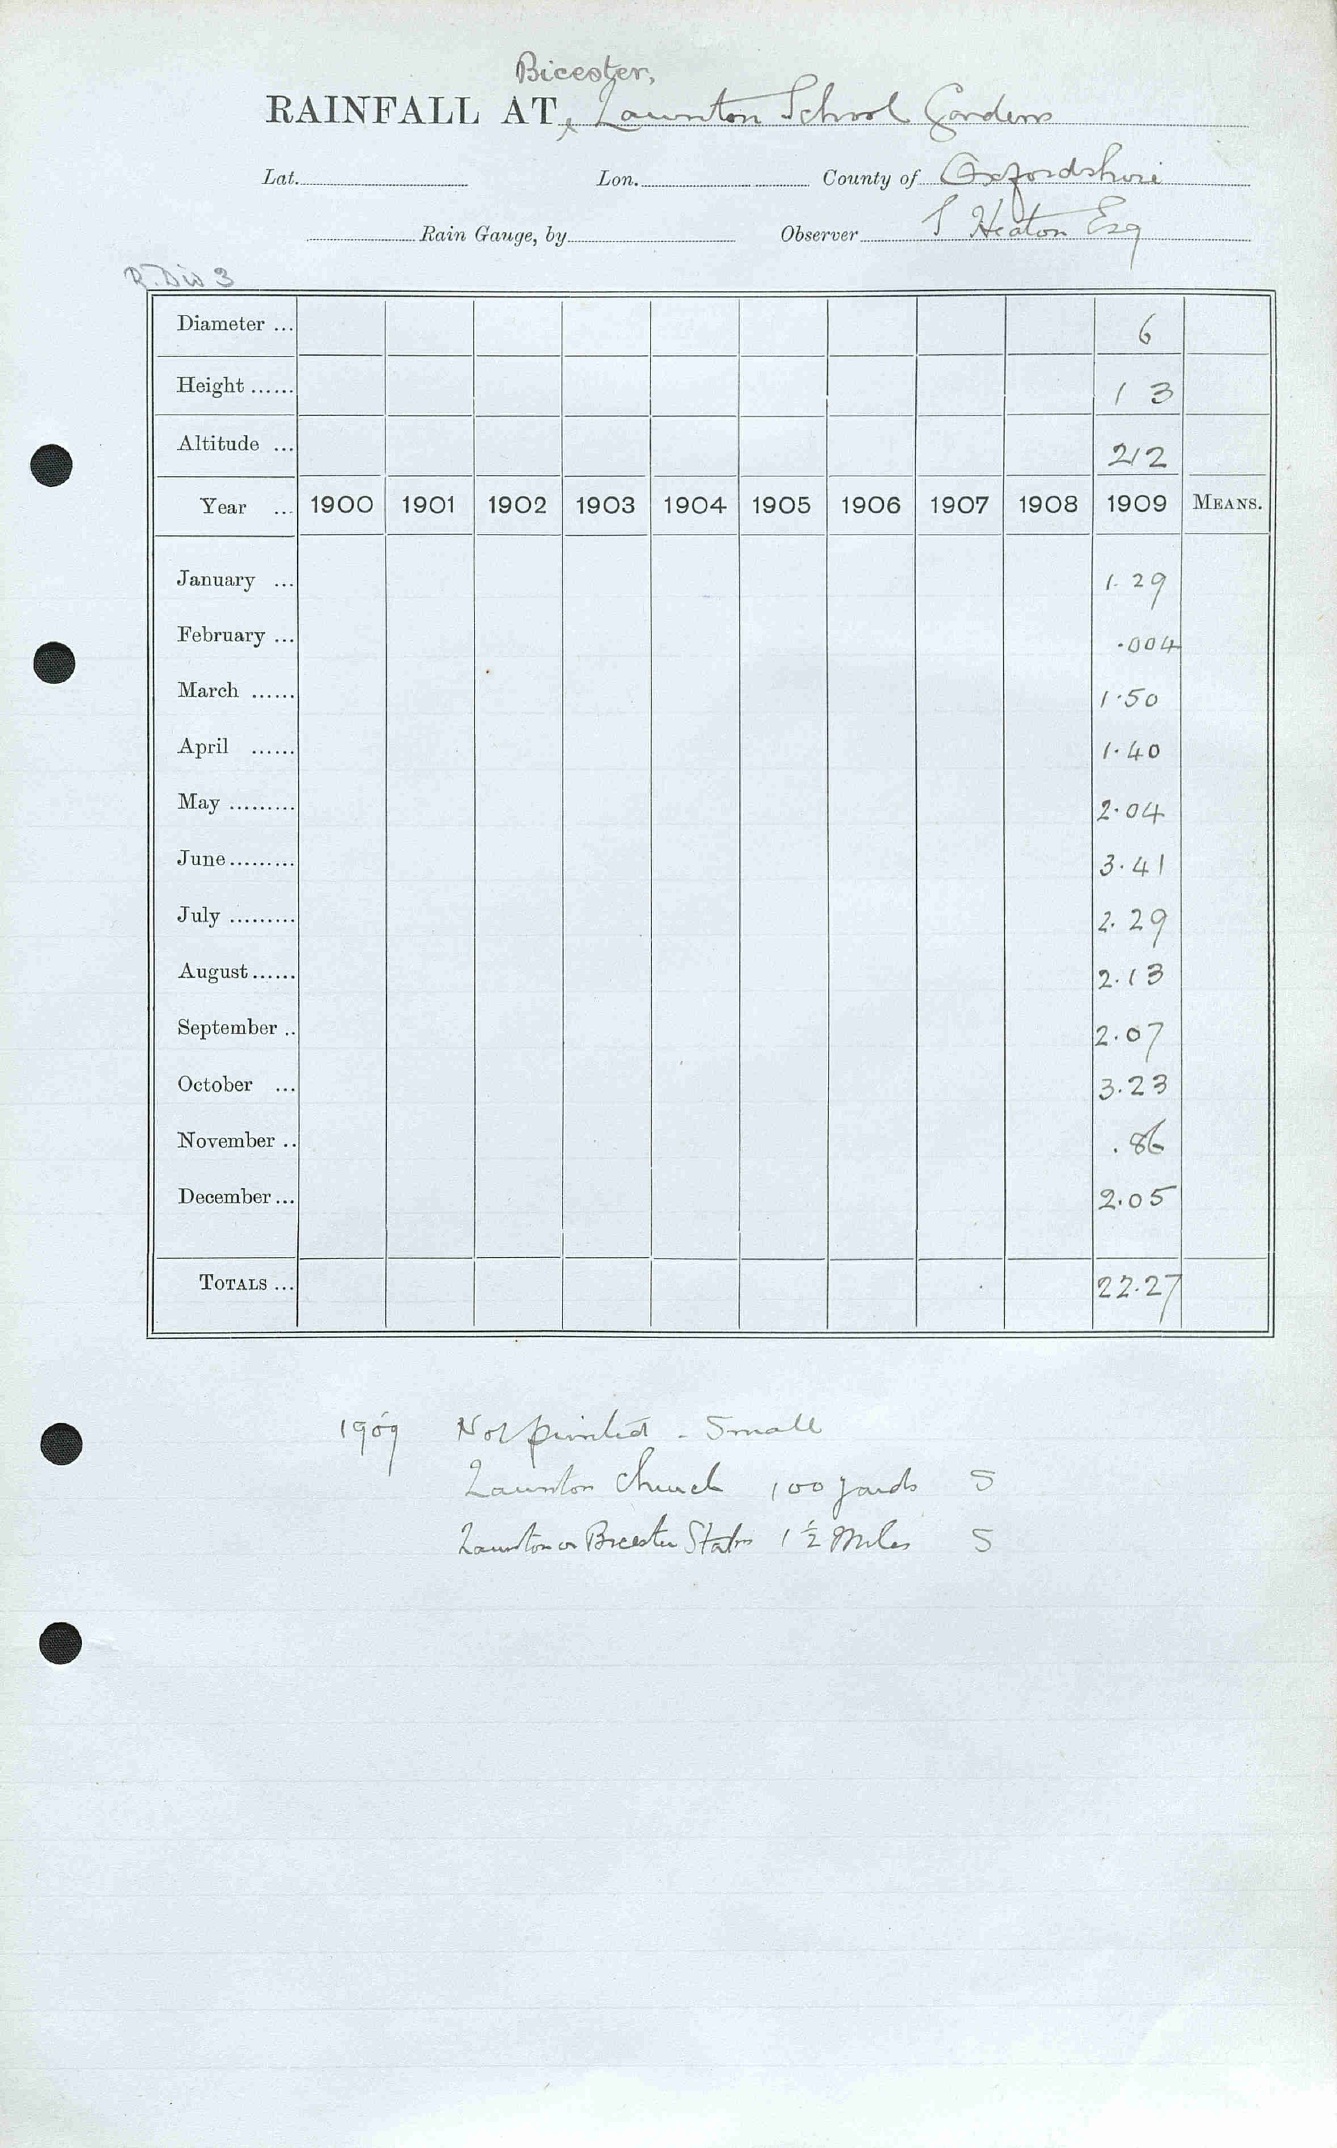 Bicester,
RAINFALL AT Launton School Gardens
Lat. Lon. County of Oxfordshire
Rain Gauge, by Observer T Heaton Esq
R. Dis 3
Diameter ... 6
Height ...... 1 3
Altitude ... 212
Year ... 1900 1901 1902 1903 1904 1905 1906 1907 1908 1909 MEANS.
January ... 1.29
February ... .004
March ...... 1.50
April ...... 1.40
May ......... 2.04
June ......... 3.41
July ......... 2.29
August ...... 2.13
September .. 2.07
October ... 3.23
November .. .86
December ... 2.05
TOTALS ... 22.27
1909 Not printed - Small
Launton Church 100 yards S
Launton or Bicester Statn 1 1/2 Miles S